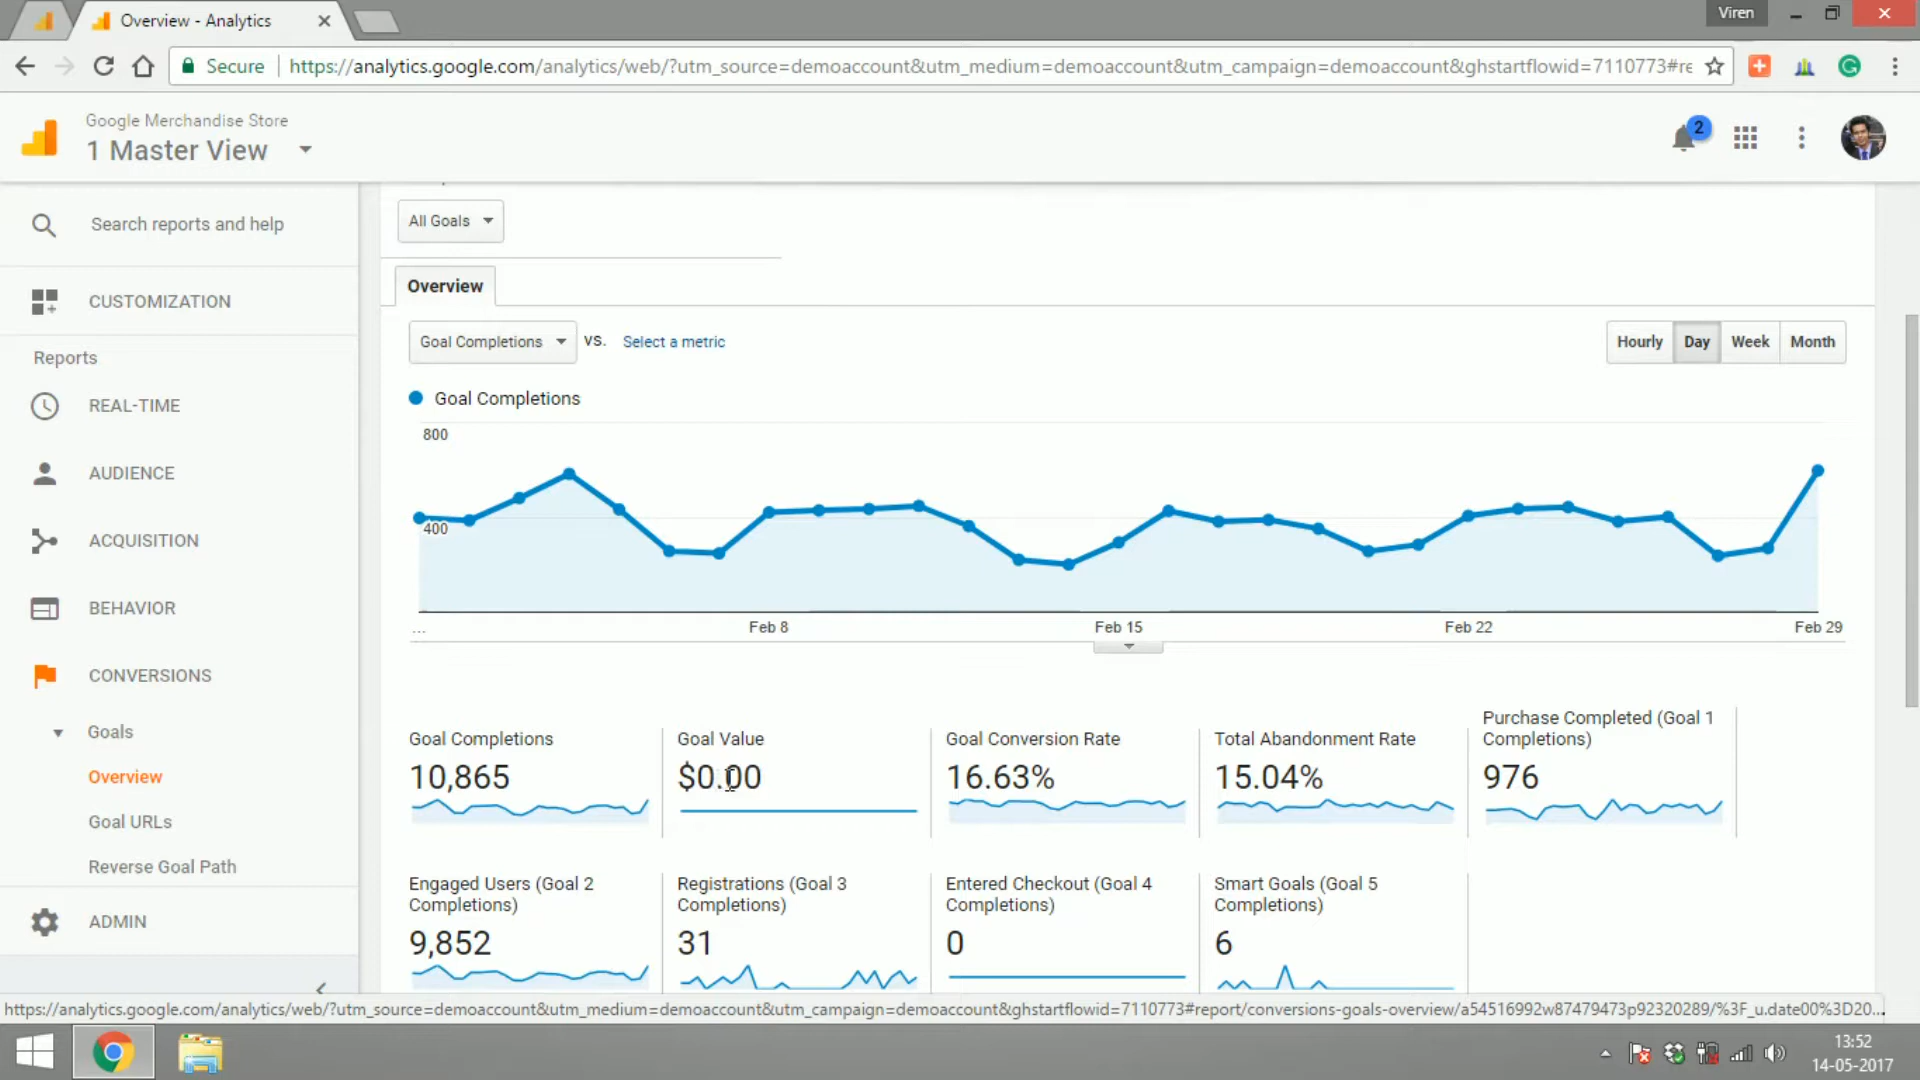 Overview - Analytics
Viren
Secure
https://analytics.google.com/analytics/web/?utm_source=demoaccount&utm_medium=demoaccount&utm_campaign=demoaccount&ghstartflowid=7110773#re
Google Merchandise Store
1 Master View
2
Search reports and help
CUSTOMIZATION
Reports
REAL-TIME
AUDIENCE
ACQUISITION
BEHAVIOR
CONVERSIONS
Goals
Overview
Goal URLs
Reverse Goal Path
ADMIN
All Goals
Overview
Goal Completions
VS.
Select a metric
Hourly
Day
Week
Month
Goal Completions
800
400
...
Feb 8
Feb 15
Feb 22
Feb 29
Goal Completions
10,865
Goal Value
$0.00
Goal Conversion Rate
16.63%
Total Abandonment Rate
15.04%
Purchase Completed (Goal 1
Completions)
976
Engaged Users (Goal 2
Completions)
9,852
Registrations (Goal 3
Completions)
31
Entered Checkout (Goal 4
Completions)
0
Smart Goals (Goal 5
Completions)
6
https://analytics.google.com/analytics/web/?utm_source=demoaccount&utm_medium=demoaccount&utm_campaign=demoaccount&ghstartflowid=7110773#report/conversions-goals-overview/a54516992w87479473p92320289/%3F_u.date00%3D20...
13:52
14-05-2017